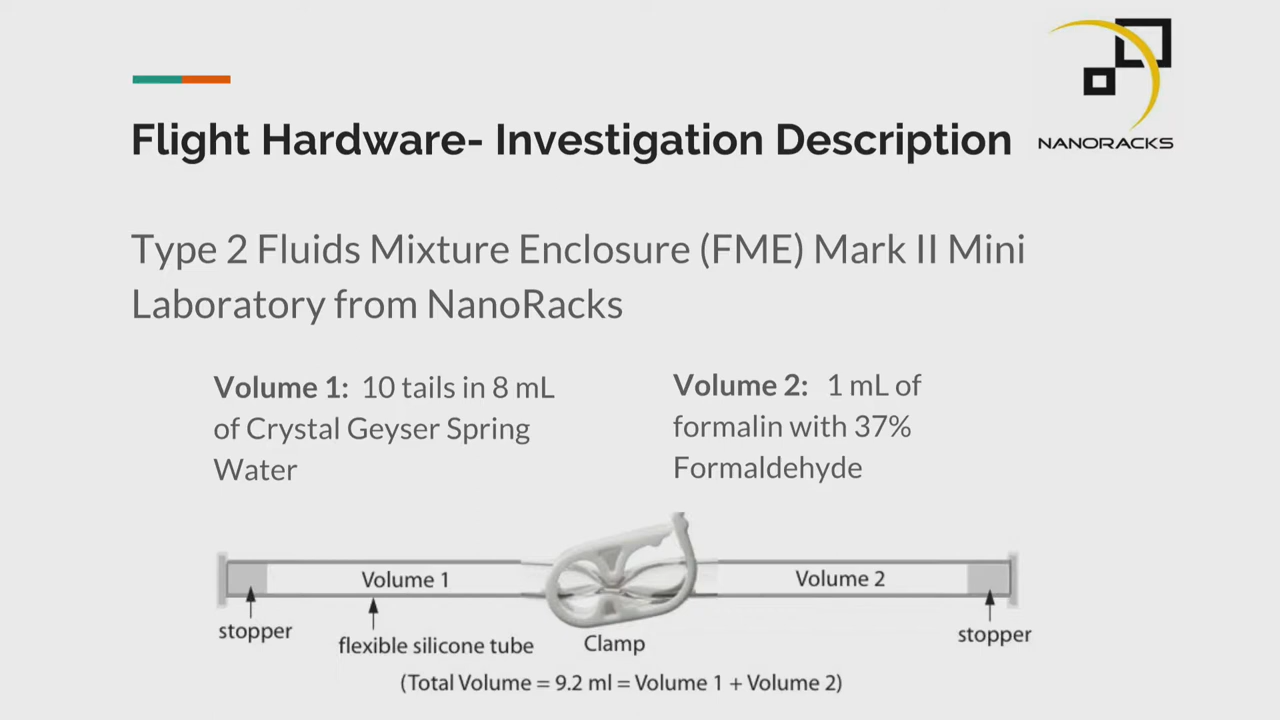 NANORACKS
Flight Hardware- Investigation Description
Type 2 Fluids Mixture Enclosure (FME) Mark II Mini
Laboratory from NanoRacks
Volume 1: 10 tails in 8 mL
of Crystal Geyser Spring
Water
Volume 2: 1 mL of
formalin with 37%
Formaldehyde
Volume 1
Volume 2
stopper
flexible silicone tube
Clamp
stopper
(Total Volume = 9.2 ml = Volume 1 + Volume 2)